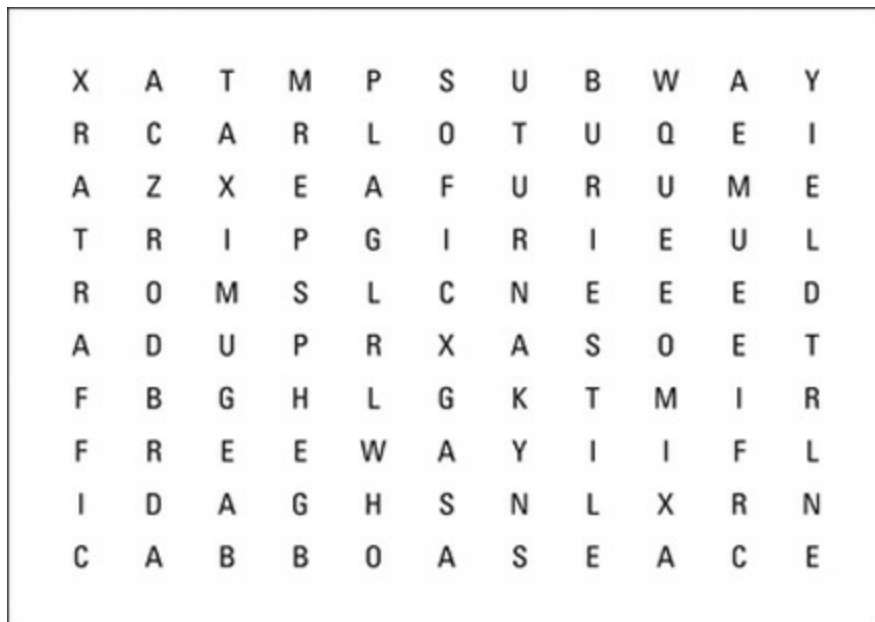 X A T M P S U B W A Y
R C A R L O T U Q E I
A Z X E A F U R U M E
T R I P G I R I E U L
R O M S L C N E E E D
A D U P R X A S O E T
F B G H L G K T M I R
F R E E W A Y I I F L
I D A G H S N L X R N
C A B B O A S E A C E